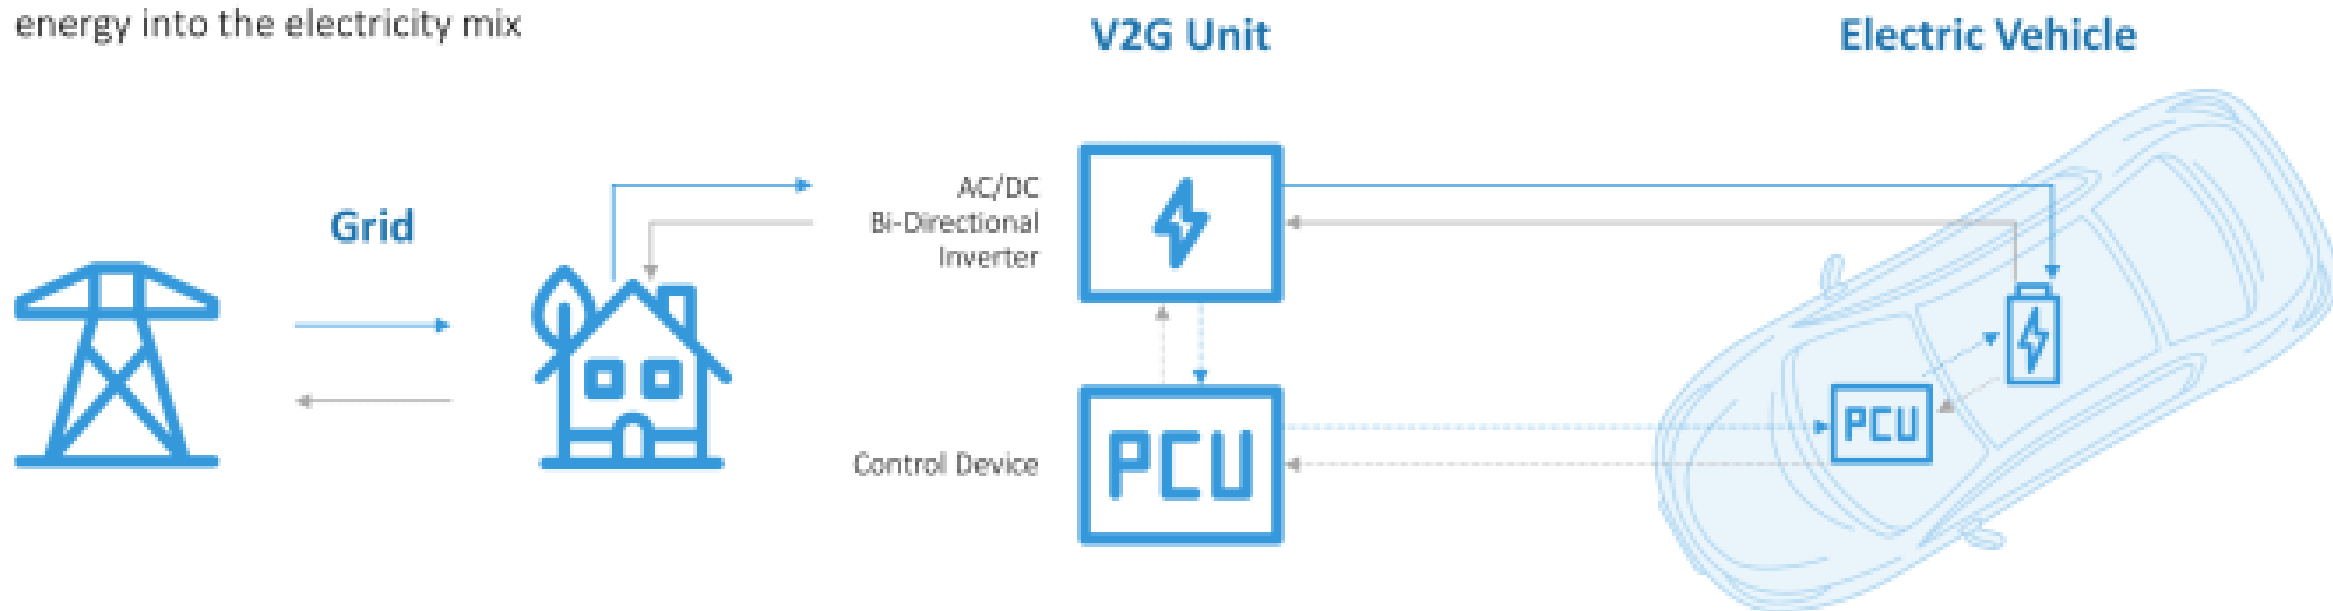 energy into the electricity mix
V2G Unit
Electric Vehicle
Grid
AC/DC
Bi-Directional
Inverter
Control Device
PCU
PCU